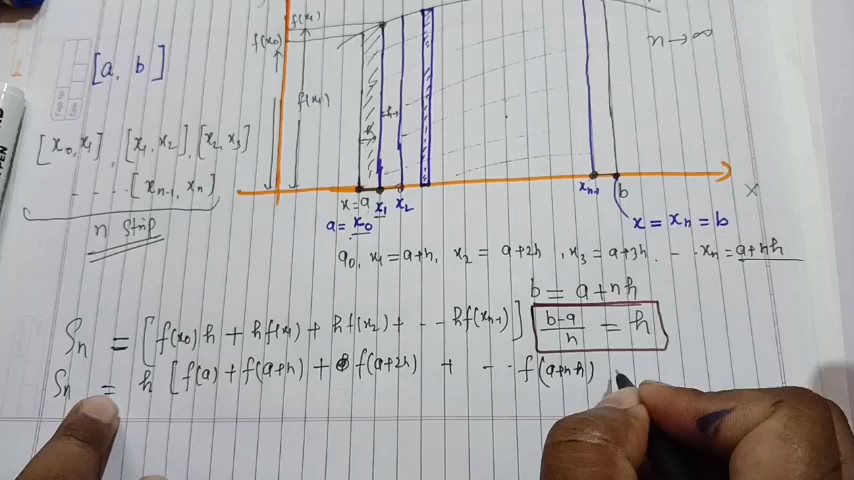 f(x₁)
f(x₀)
n→∞
[a, b]
f(x₁)
[x₀, x₁], [x₁, x₂], [x₂, x₃]
h
h
- - - - [xₙ₋₁, xₙ]
n strip
x = a
x₁
x₂
xₙ₋₁
b
X
a = x₀
x = xₙ = b
a₀, x₁ = a+h, x₂ = a+2h, x₃ = a+3h. - - xₙ = a+nh
b = a+nh
Sₙ = [f(x₀)h + hf(x₁) + hf(x₂) + - - hf(xₙ₋₁)]
b-a/n = h
Sₙ = h [f(a) + f(a+h) + f(a+2h) + - - f(a+nh)